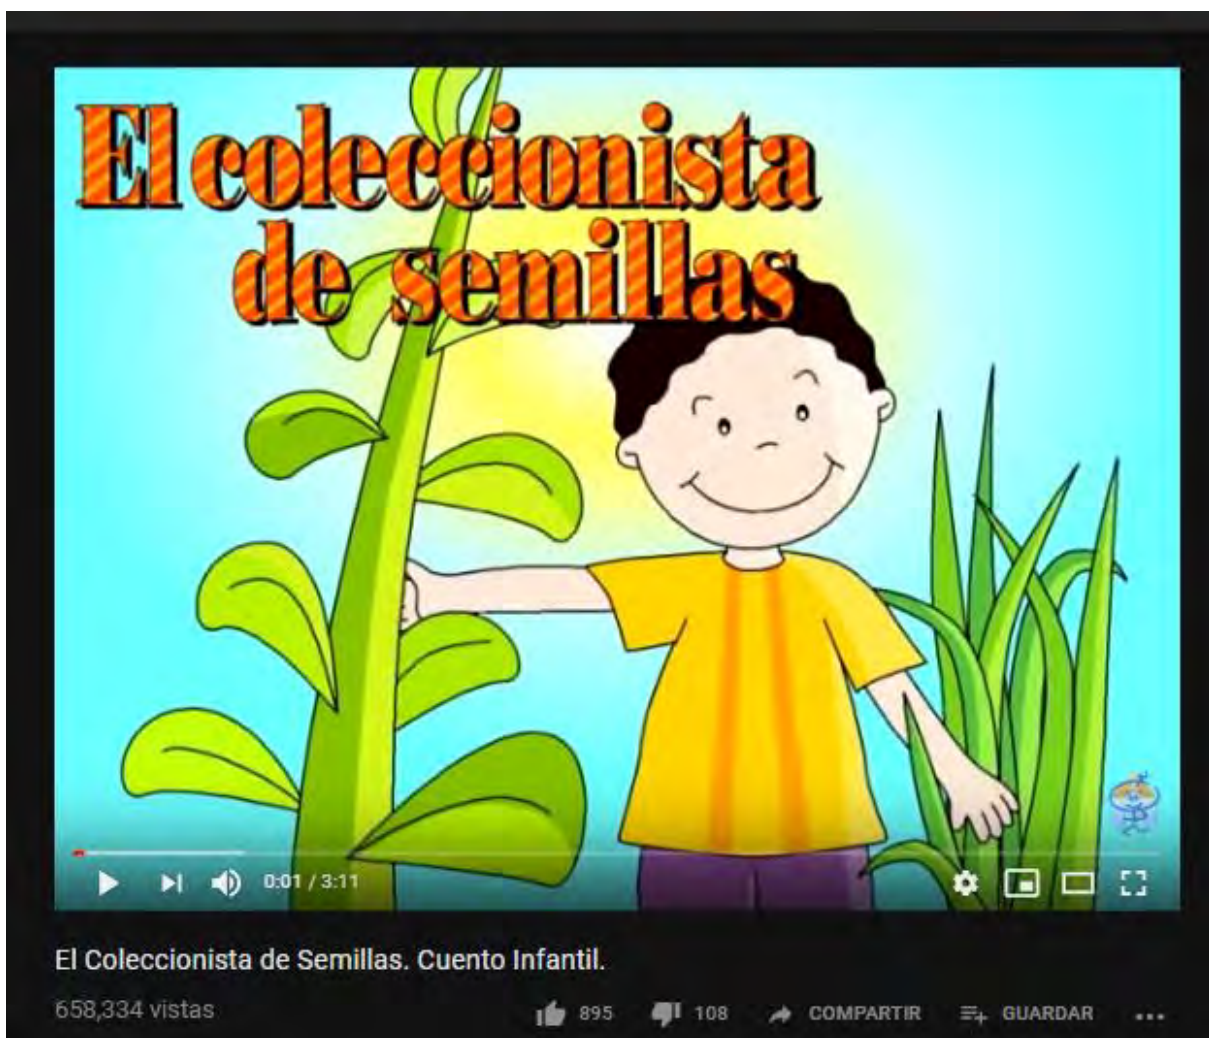 El coleccionista
de semillas
0:01 / 3:11
El Coleccionista de Semillas. Cuento Infantil.
658,334 vistas
895
108
COMPARTIR
GUARDAR